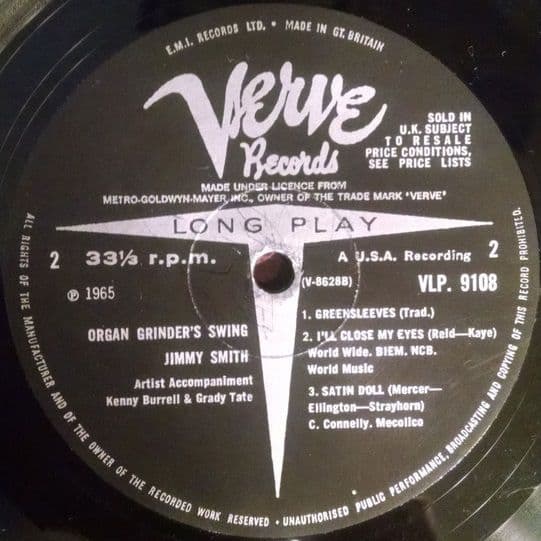 E.M.I. RECORDS LTD. • MADE IN GT. BRITAIN
Verve
Records
SOLD IN
U.K. SUBJECT
TO RESALE
PRICE CONDITIONS,
SEE PRICE LISTS
MADE UNDER LICENCE FROM
METRO-GOLDWYN-MAYER, INC., OWNER OF THE TRADE MARK "VERVE"
LONG PLAY
2 33⅓ r.p.m.
A U.S.A. Recording 2
℗ 1965
(V-8628B) VLP. 9108
ORGAN GRINDER'S SWING
JIMMY SMITH
Artist Accompaniment
Kenny Burrell & Grady Tate
1. GREENSLEEVES (Trad.)
2. I'LL CLOSE MY EYES (Reid—Kaye)
World Wide. BIEM. NCB.
World Music
3. SATIN DOLL (Mercer—
Ellington—Strayhorn)
C. Connelly. Mecolico
ALL RIGHTS OF THE MANUFACTURER AND OF THE OWNER OF THE RECORDED WORK RESERVED • UNAUTHORISED PUBLIC PERFORMANCE, BROADCASTING AND COPYING OF THIS RECORD PROHIBITED.